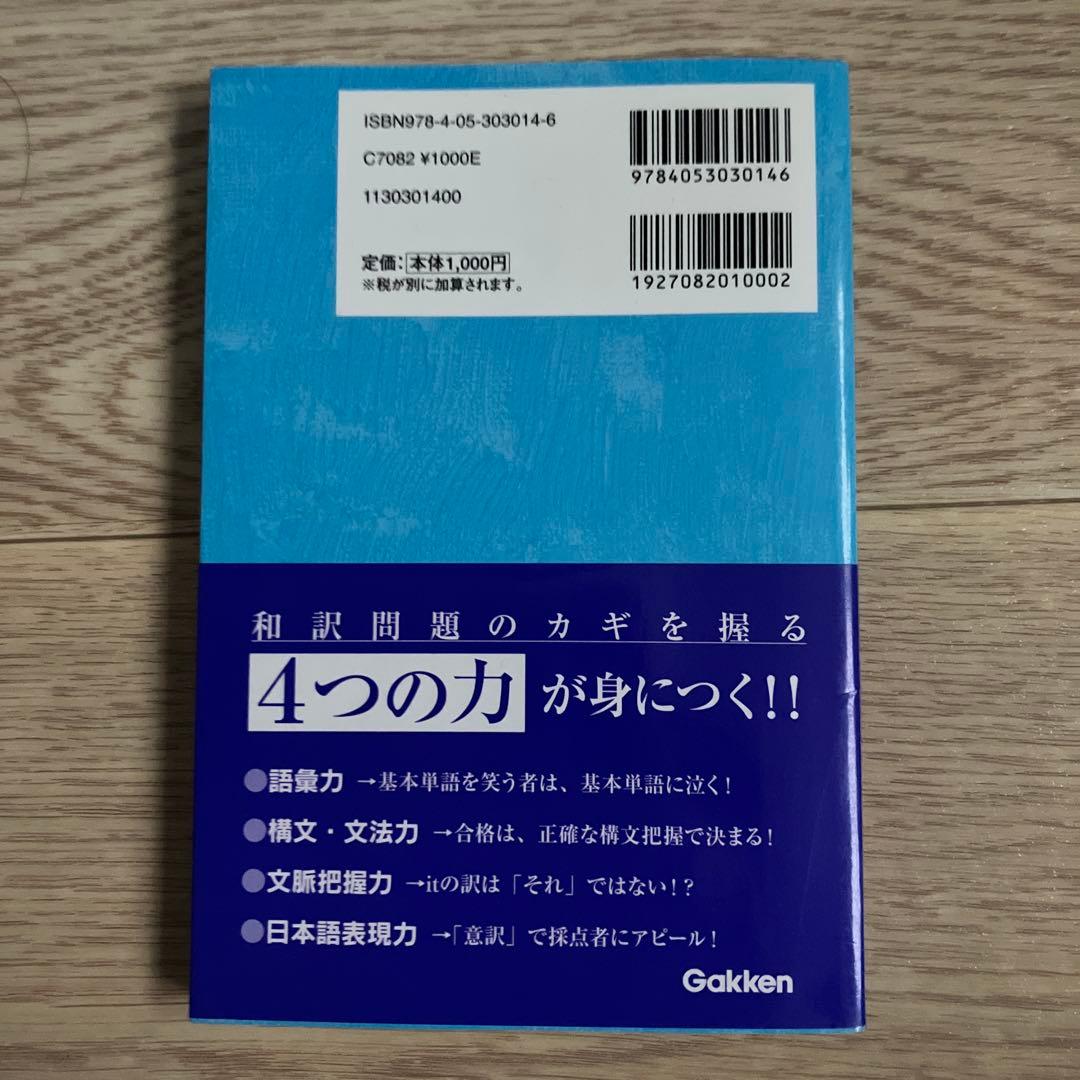 ISBN978-4-05-303014-6
C7082 ¥1000E
1130301400
定価：本体1,000円
※税が別に加算されます。
9784053030146
1927082010002
和訳問題のカギを握る
4つの力が身につく!!
●語彙力 →基本単語を笑う者は、基本単語に泣く!
●構文・文法力 →合格は、正確な構文把握で決まる!
●文脈把握力 →itの訳は「それ」ではない!?
●日本語表現力 →「意訳」で採点者にアピール!
Gakken